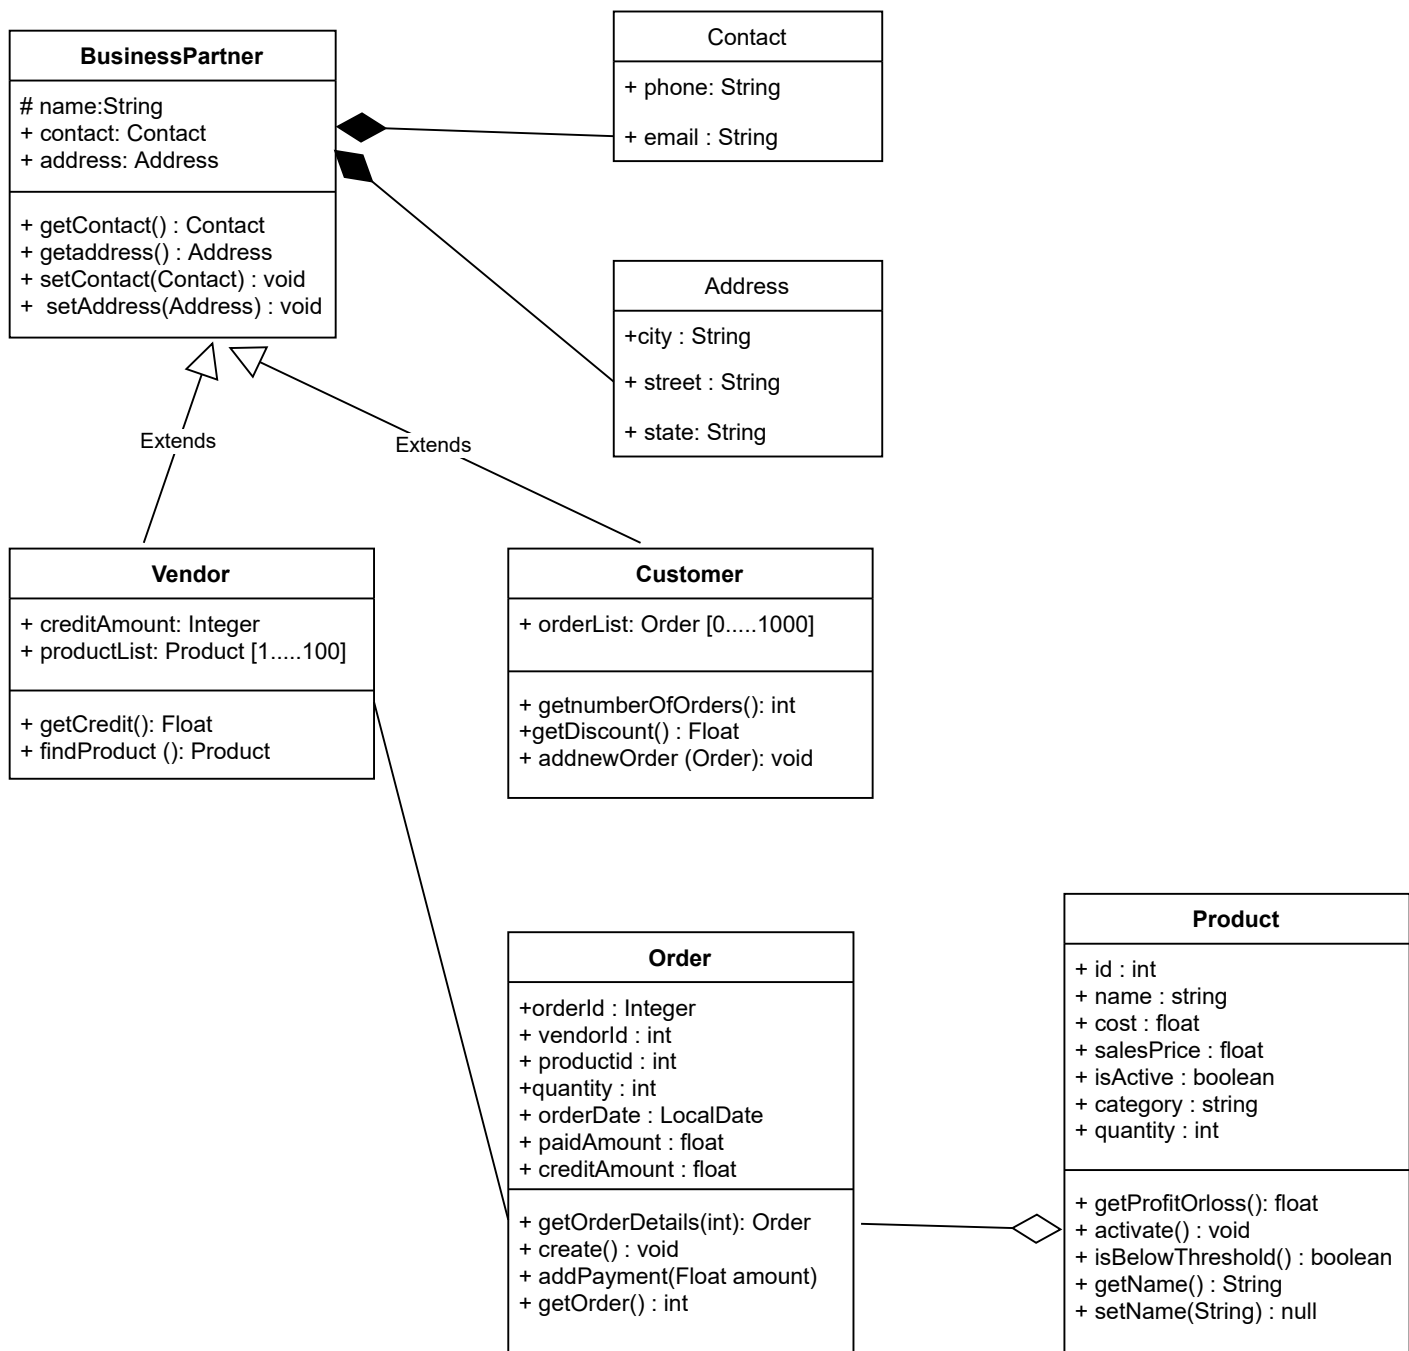 BusinessPartner
# name:String
+ contact: Contact
+ address: Address
+ getContact() : Contact
+ getaddress() : Address
+ setContact(Contact) : void
+  setAddress(Address) : void
Contact
+ phone: String
+ email : String
Address
+city : String
+ street : String
+ state: String
Extends
Extends
Vendor
+ creditAmount: Integer
+ productList: Product [1.....100]
+ getCredit(): Float
+ findProduct (): Product
Customer
+ orderList: Order [0.....1000]
+ getnumberOfOrders(): int
+getDiscount() : Float
+ addnewOrder (Order): void
Order
+orderId : Integer
+ vendorId : int
+ productid : int
+quantity : int
+ orderDate : LocalDate
+ paidAmount : float
+ creditAmount : float
+ getOrderDetails(int): Order
+ create() : void
+ addPayment(Float amount)
+ getOrder() : int
Product
+ id : int
+ name : string
+ cost : float
+ salesPrice : float
+ isActive : boolean
+ category : string
+ quantity : int
+ getProfitOrloss(): float
+ activate() : void
+ isBelowThreshold() : boolean
+ getName() : String
+ setName(String) : null